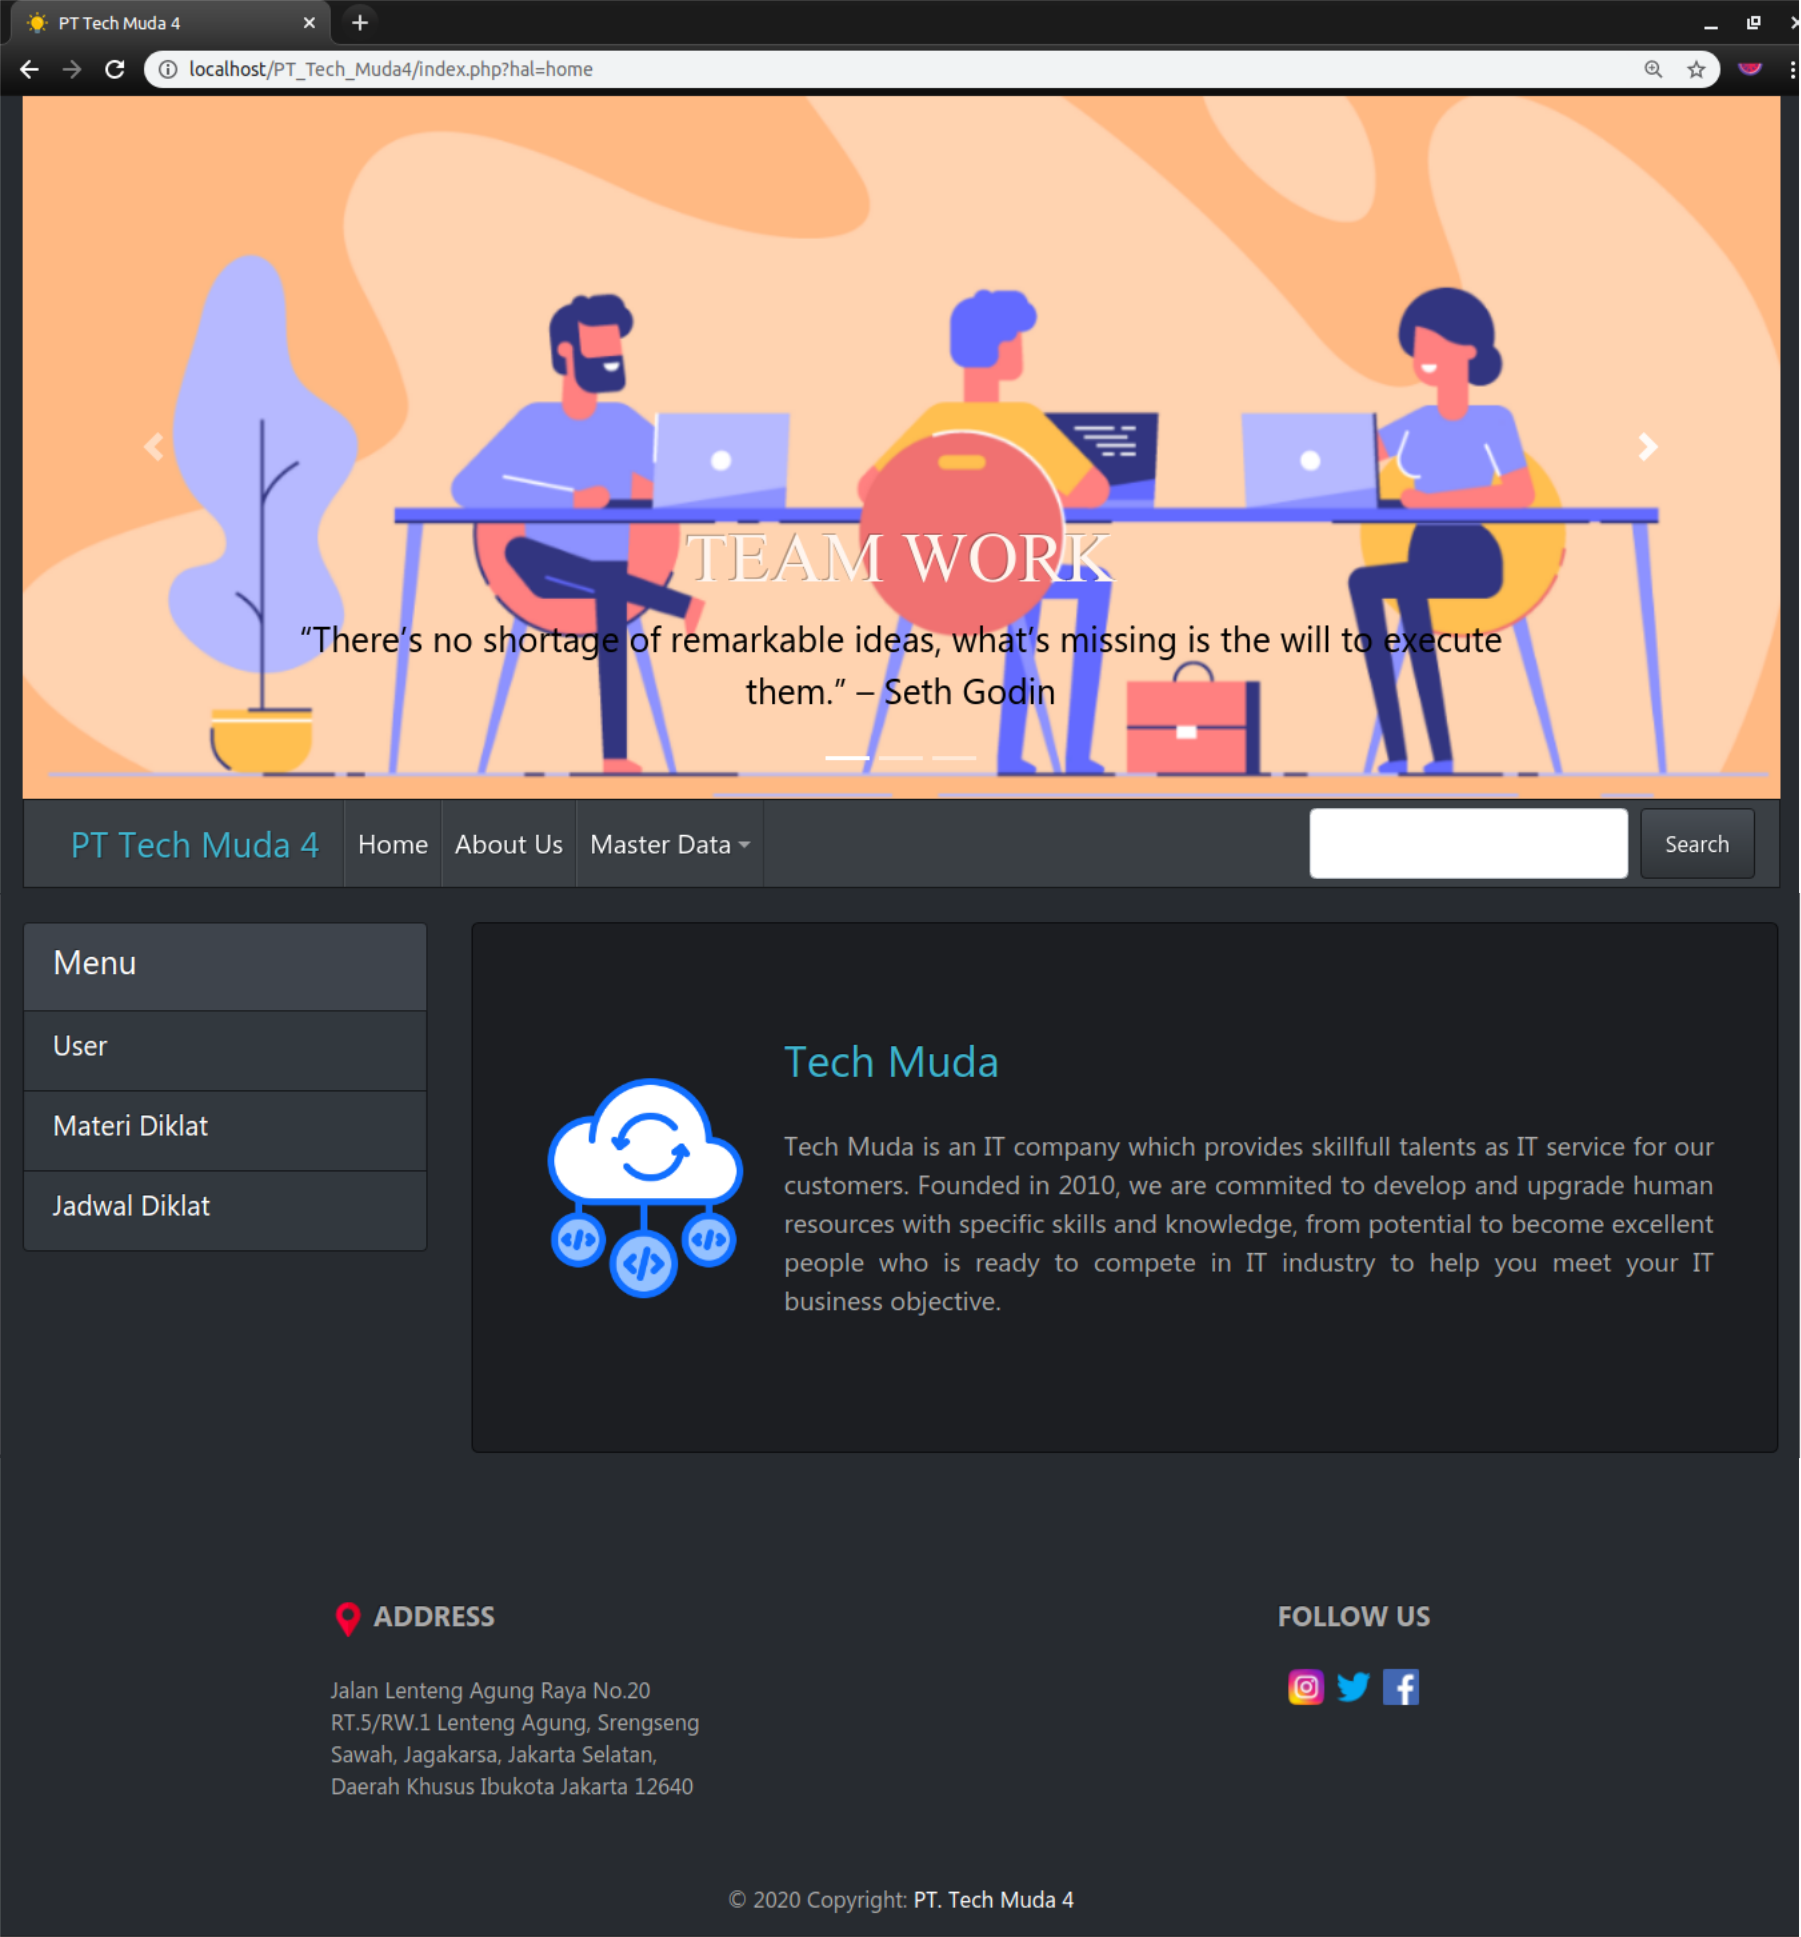 PT Tech Muda 4
localhost/PT_Tech_Muda4/index.php?hal=home
TEAM WORK
“There’s no shortage of remarkable ideas, what’s missing is the will to execute
them.” – Seth Godin
PT Tech Muda 4
Home
About Us
Master Data
Search
Menu
User
Materi Diklat
Jadwal Diklat
Tech Muda
Tech Muda is an IT company which provides skillfull talents as IT service for our
customers. Founded in 2010, we are commited to develop and upgrade human
resources with specific skills and knowledge, from potential to become excellent
people who is ready to compete in IT industry to help you meet your IT
business objective.
ADDRESS
Jalan Lenteng Agung Raya No.20
RT.5/RW.1 Lenteng Agung, Srengseng
Sawah, Jagakarsa, Jakarta Selatan,
Daerah Khusus Ibukota Jakarta 12640
FOLLOW US
© 2020 Copyright: PT. Tech Muda 4